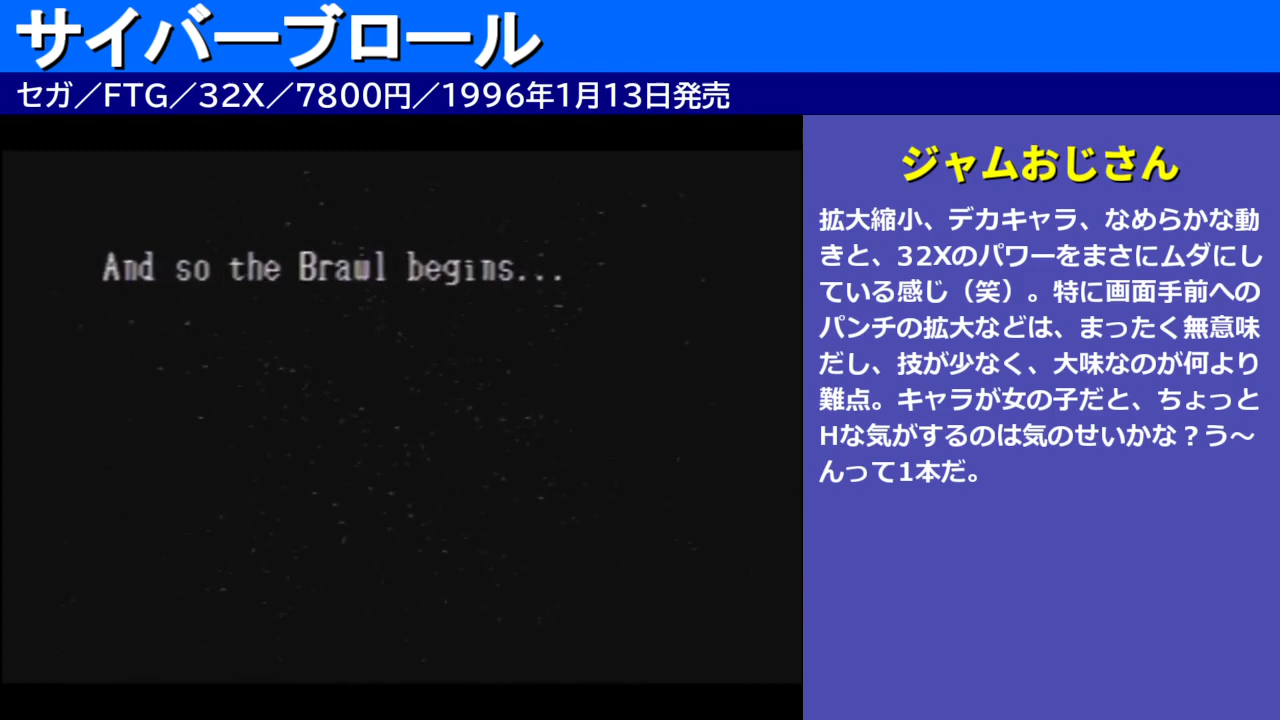 サイバーブロール
セガ／FTG／32X／7800円／1996年1月13日発売
And so the Brawl begins...
ジャムおじさん
拡大縮小、デカキャラ、なめらかな動
きと、32Xのパワーをまさにムダにし
ている感じ（笑）。特に画面手前への
パンチの拡大などは、まったく無意味
だし、技が少なく、大味なのが何より
難点。キャラが女の子だと、ちょっと
Hな気がするのは気のせいかな？う～
んって1本だ。